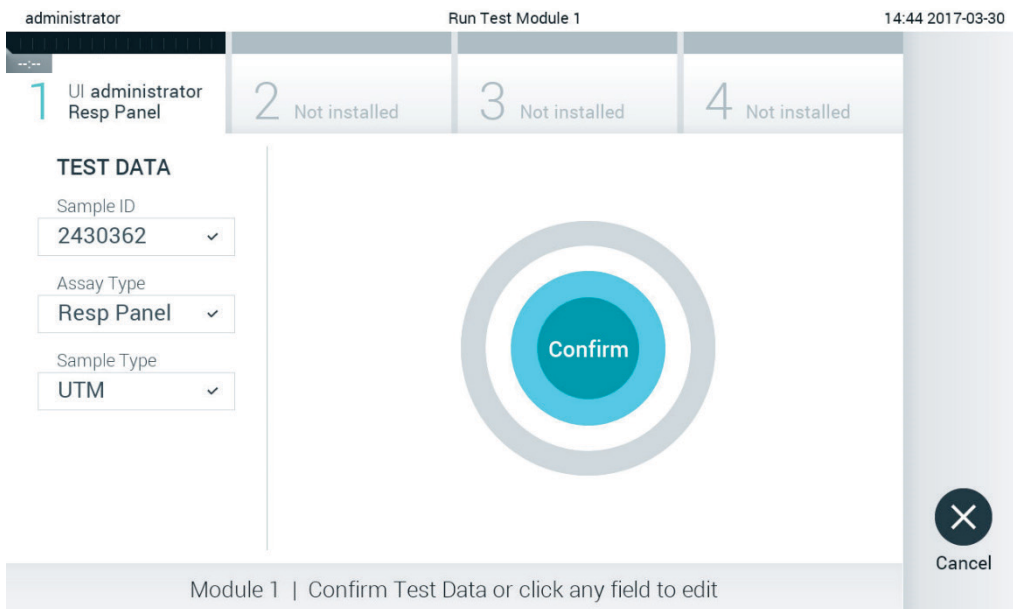 administrator
Run Test Module 1
14:44 2017-03-30
--:--
1 UI administrator
Resp Panel
2 Not installed
3 Not installed
4 Not installed
TEST DATA
Sample ID
2430362
Assay Type
Resp Panel
Sample Type
UTM
Confirm
Cancel
Module 1 | Confirm Test Data or click any field to edit